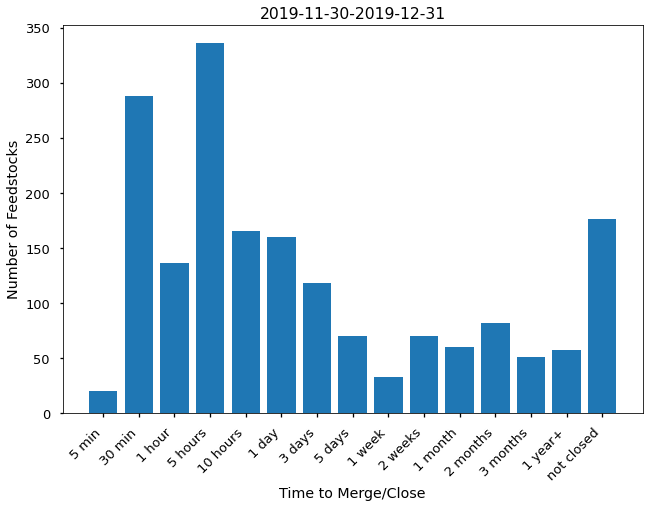 2019-11-30-2019-12-31
Number of Feedstocks
350
300
250
200
150
100
50
0
5 min
30 min
1 hour
5 hours
10 hours
1 day
3 days
5 days
1 week
2 weeks
1 month
2 months
3 months
1 year+
not closed
Time to Merge/Close